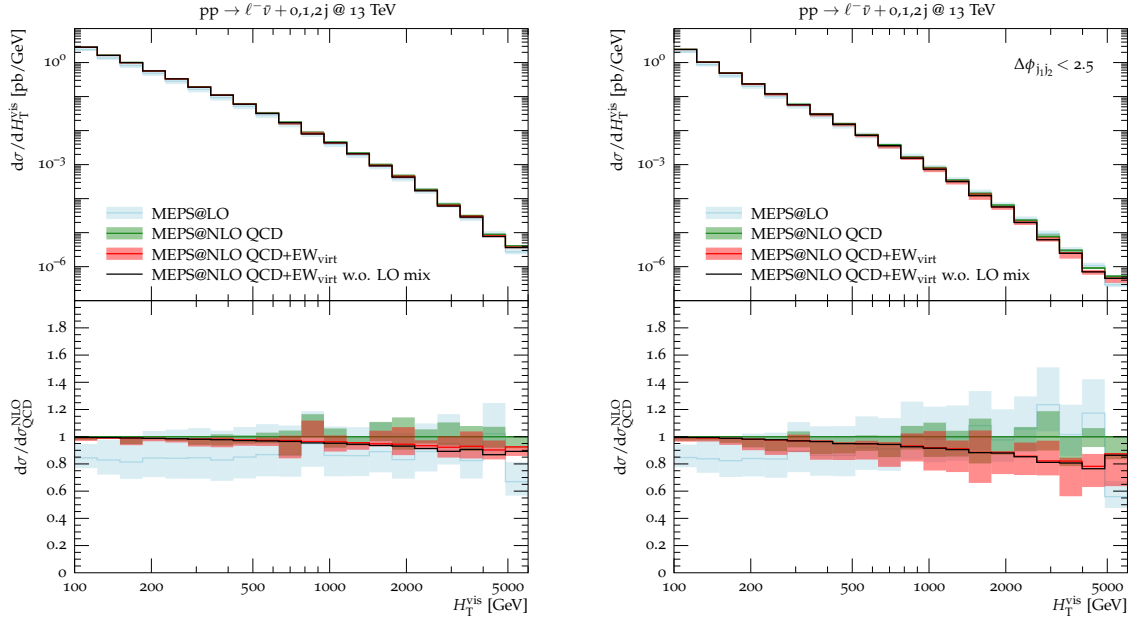 pp → ℓ⁻ν̄ + 0,1,2j @ 13 TeV
dσ/dH_T^vis [pb/GeV]
10⁰
10⁻³
10⁻⁶
MEPS@LO
MEPS@NLO QCD
MEPS@NLO QCD+EW_virt
MEPS@NLO QCD+EW_virt w.o. LO mix
dσ/dσ_QCD^NLO
1.8
1.6
1.4
1.2
1
0.8
0.6
0.4
0.2
0
100 200 500 1000 2000 5000
H_T^vis [GeV]
pp → ℓ⁻ν̄ + 0,1,2j @ 13 TeV
Δϕ_j₁j₂ < 2.5
dσ/dH_T^vis [pb/GeV]
10⁰
10⁻³
10⁻⁶
MEPS@LO
MEPS@NLO QCD
MEPS@NLO QCD+EW_virt
MEPS@NLO QCD+EW_virt w.o. LO mix
dσ/dσ_QCD^NLO
1.8
1.6
1.4
1.2
1
0.8
0.6
0.4
0.2
0
100 200 500 1000 2000 5000
H_T^vis [GeV]